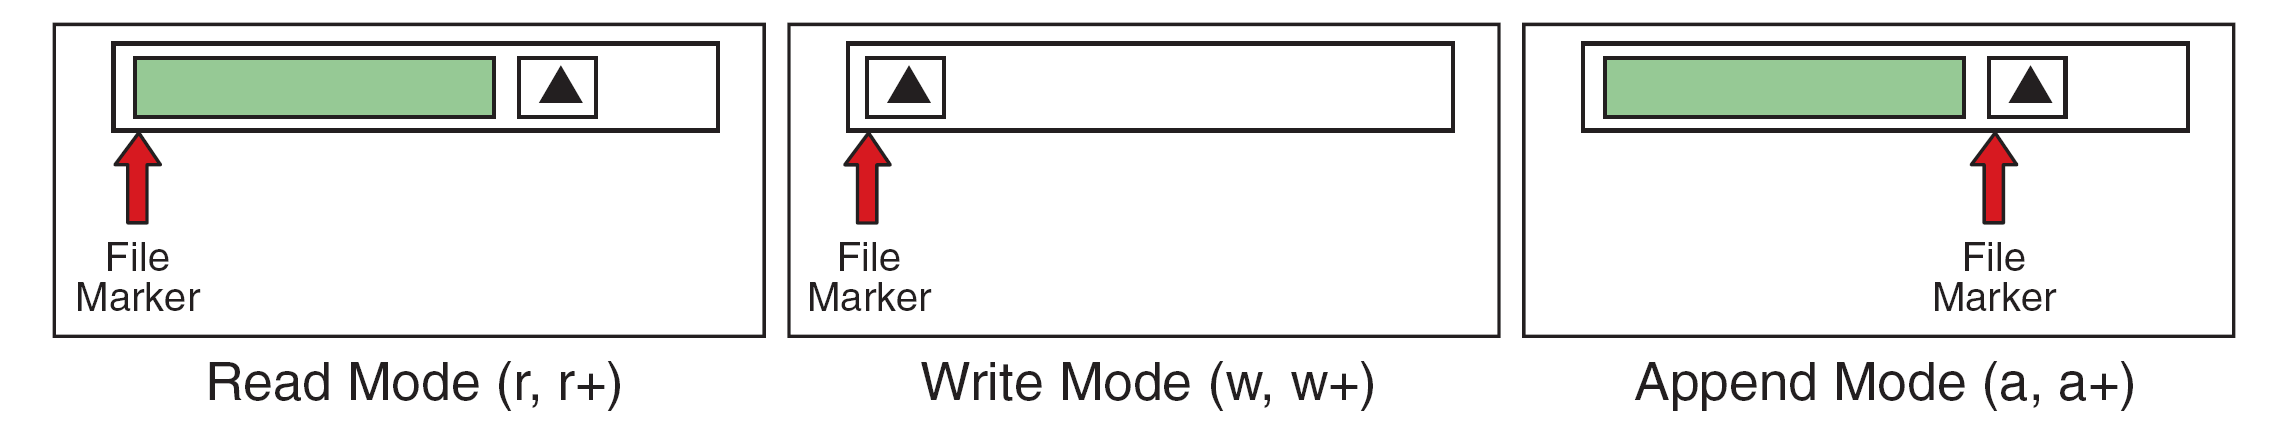 File
Marker
Read Mode (r, r+)
File
Marker
Write Mode (w, w+)
File
Marker
Append Mode (a, a+)